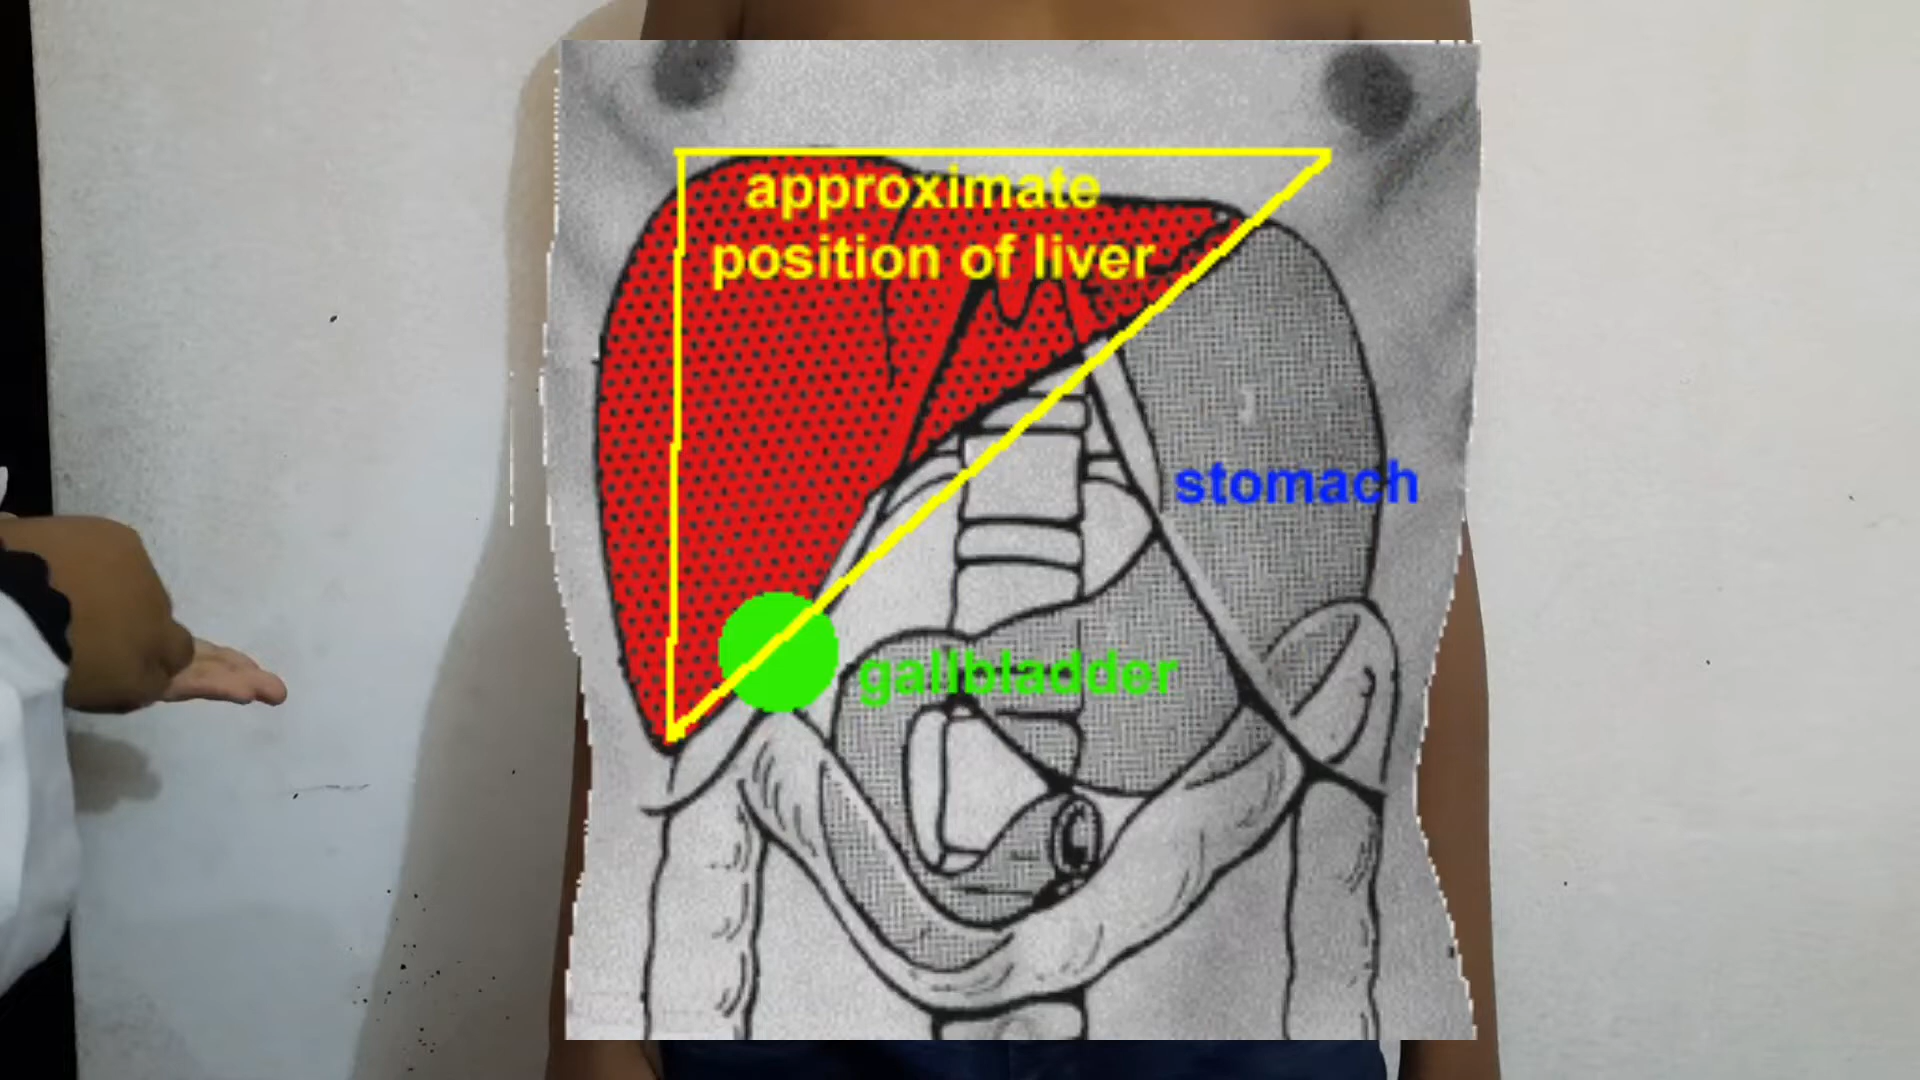 approximate
position of liver
stomach
gallbladder